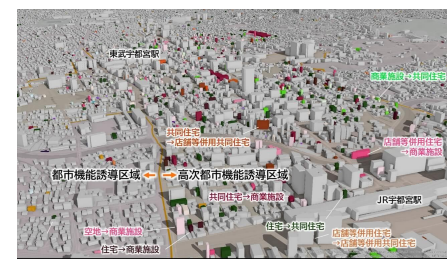 東武宇都宮駅
商業施設→共同住宅
共同住宅
→店舗等併用共同住宅
店舗等併用住宅
→商業施設
都市機能誘導区域 ←→ 高次都市機能誘導区域
共同住宅→商業施設
JR宇都宮駅
空地→商業施設
住宅→共同住宅
店舗等併用住宅
→店舗等併用共同住宅
住宅→商業施設